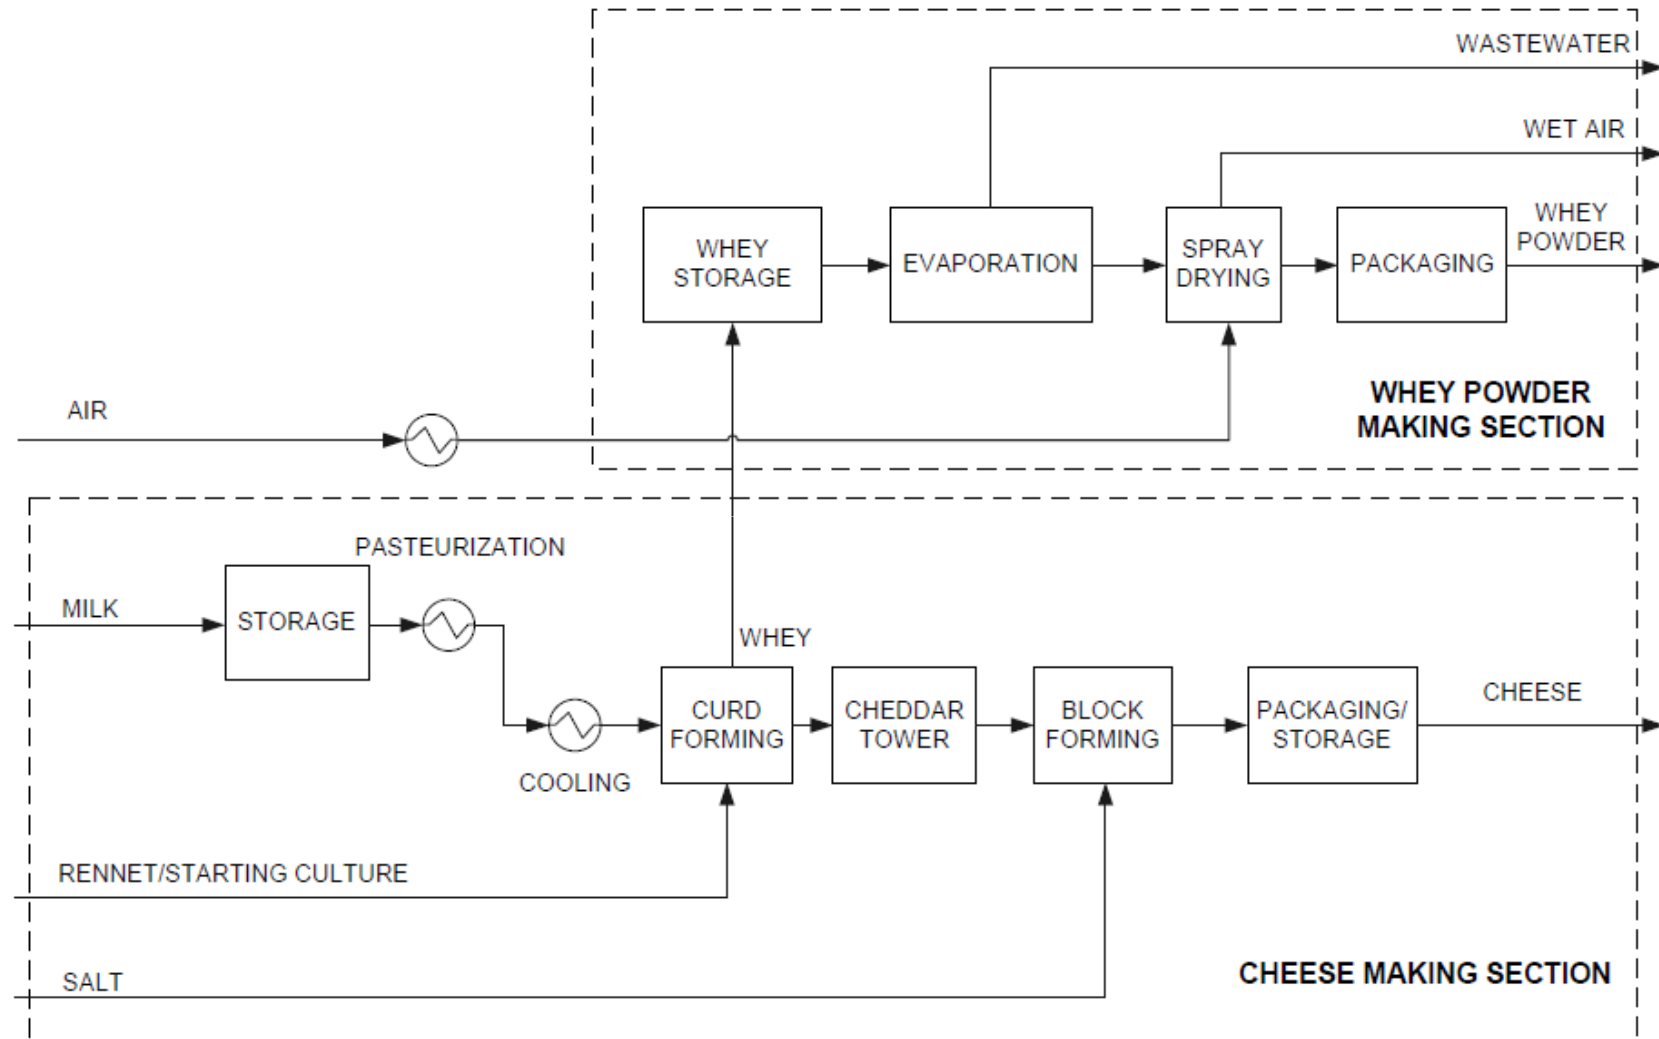 WASTEWATER
WET AIR
WHEY
POWDER
WHEY
STORAGE
EVAPORATION
SPRAY
DRYING
PACKAGING
WHEY POWDER
MAKING SECTION
AIR
PASTEURIZATION
MILK
STORAGE
WHEY
CURD
FORMING
CHEDDAR
TOWER
BLOCK
FORMING
PACKAGING/
STORAGE
CHEESE
COOLING
RENNET/STARTING CULTURE
SALT
CHEESE MAKING SECTION